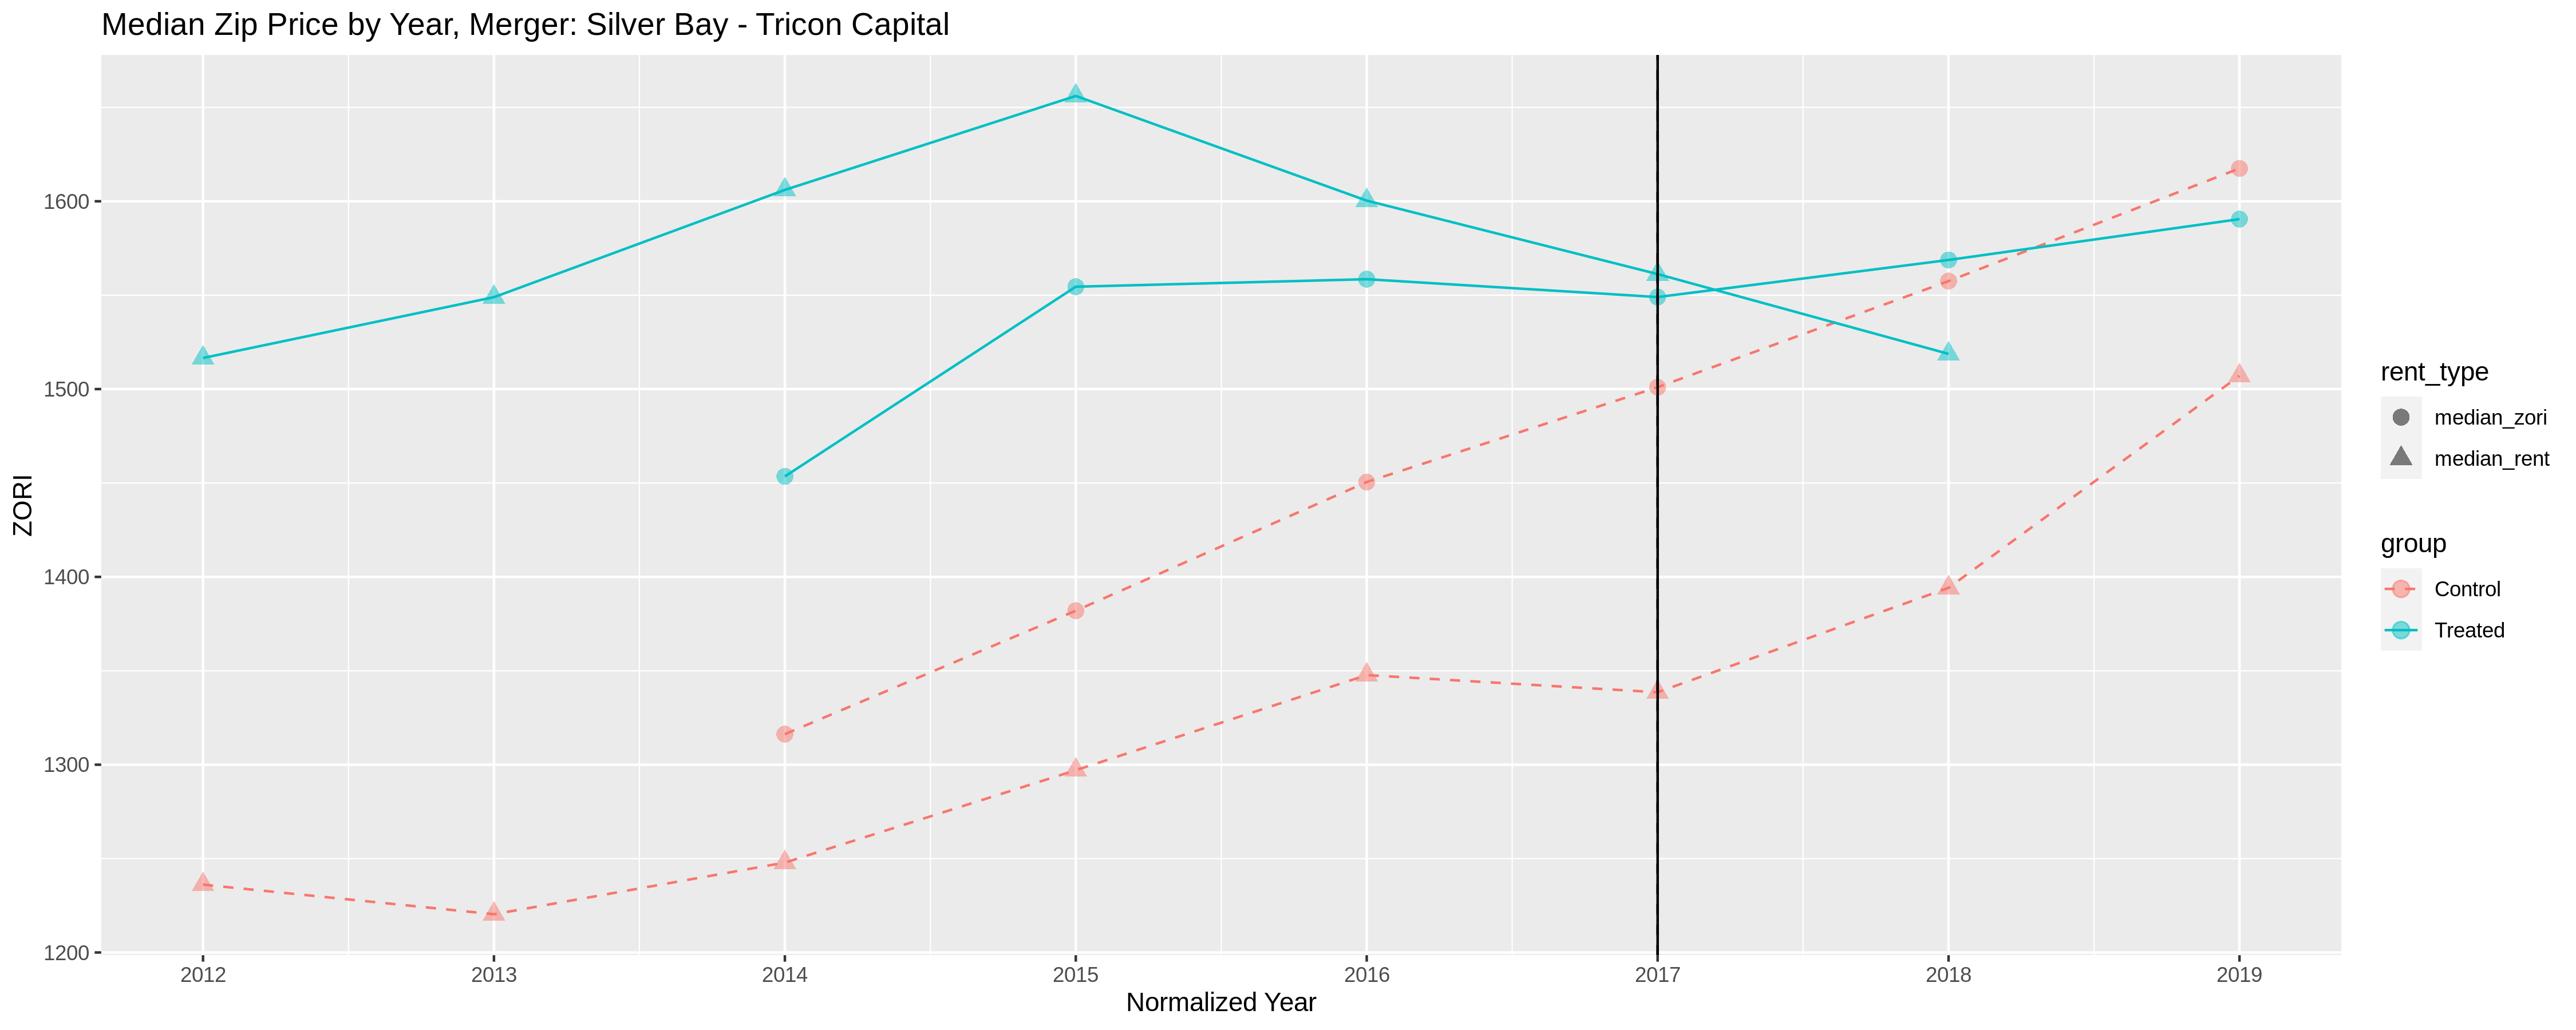 Median Zip Price by Year, Merger: Silver Bay - Tricon Capital
ZORI
1600
1500
1400
1300
1200
2012 2013 2014 2015 2016 2017 2018 2019
Normalized Year
rent_type
median_zori
median_rent
group
Control
Treated